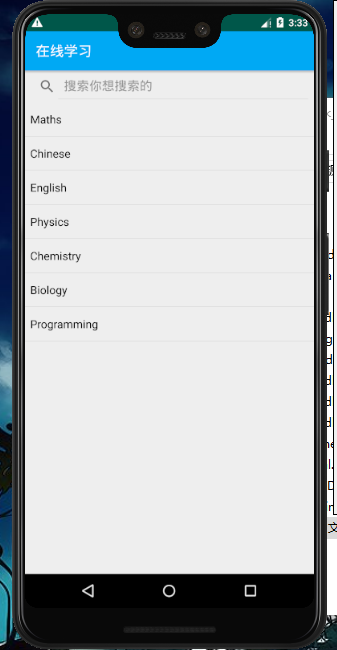 3:33
在线学习
搜索你想搜索的
Maths
Chinese
English
Physics
Chemistry
Biology
Programming
文